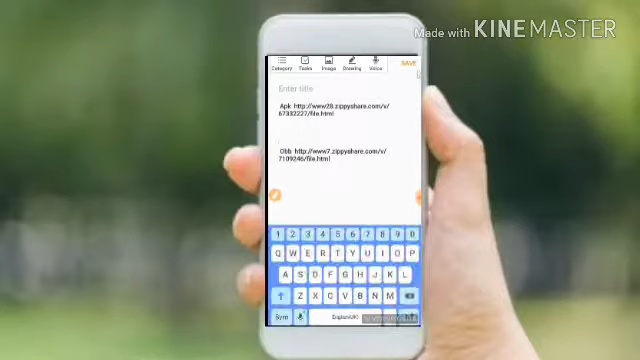 Made with KINEMASTER
Category Tasks Image Drawing Voice SAVE
Enter title
Apk http://www28.zippyshare.com/v/
67332227/file.html
Obb http://www7.zippyshare.com/v/
7109246/file.html
1 2 3 4 5 6 7 8 9 0
Q W E R T Y U I O P
A S D F G H J K L
Z X C V B N M
Sym English(UK)